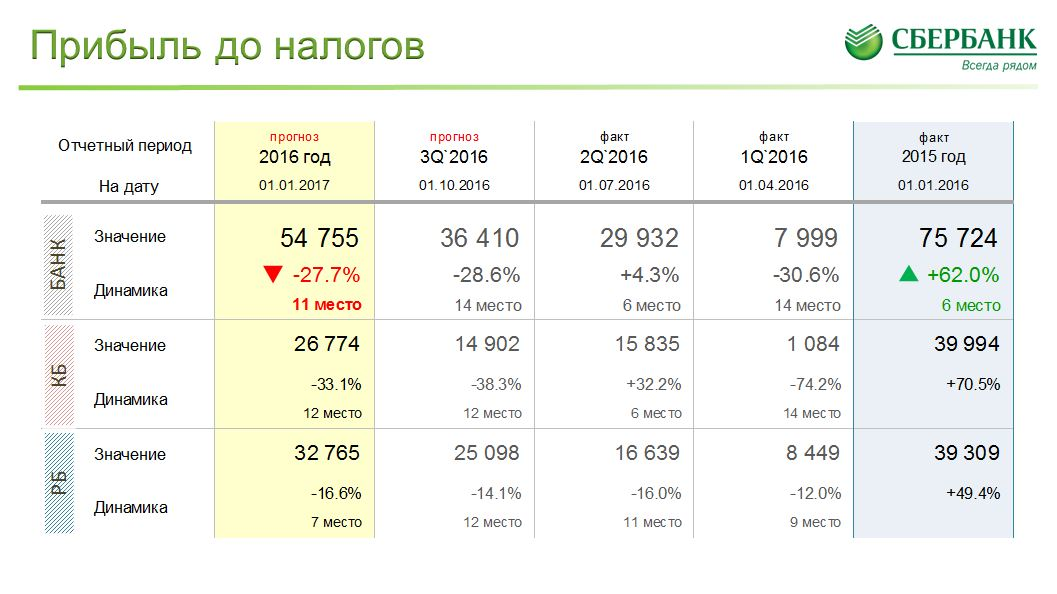 Прибыль до налогов
СБЕРБАНК
Всегда рядом
Отчетный период
прогноз
2016 год
прогноз
3Q`2016
факт
2Q`2016
факт
1Q`2016
факт
2015 год
На дату 01.01.2017 01.10.2016 01.07.2016 01.04.2016 01.01.2016
БАНК
Значение 54 755 36 410 29 932 7 999 75 724
Динамика
▼ -27.7% -28.6% +4.3% -30.6% ▲ +62.0%
11 место 14 место 6 место 14 место 6 место
КБ
Значение 26 774 14 902 15 835 1 084 39 994
Динамика
-33.1% -38.3% +32.2% -74.2% +70.5%
12 место 12 место 6 место 14 место
РБ
Значение 32 765 25 098 16 639 8 449 39 309
Динамика
-16.6% -14.1% -16.0% -12.0% +49.4%
7 место 12 место 11 место 9 место